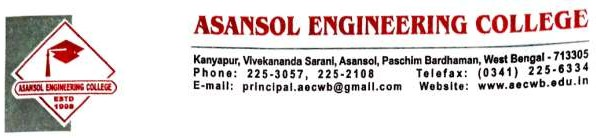 ASANSOL ENGINEERING COLLEGE
ESTD
1998
ASANSOL ENGINEERING COLLEGE
Kanyapur, Vivekananda Sarani, Asansol, Paschim Bardhaman, West Bengal - 713305
Phone: 225-3057, 225-2108 Telefax: (0341) 225-6334
E-mail: principal.aecwb@gmail.com Website: www.aecwb.edu.in